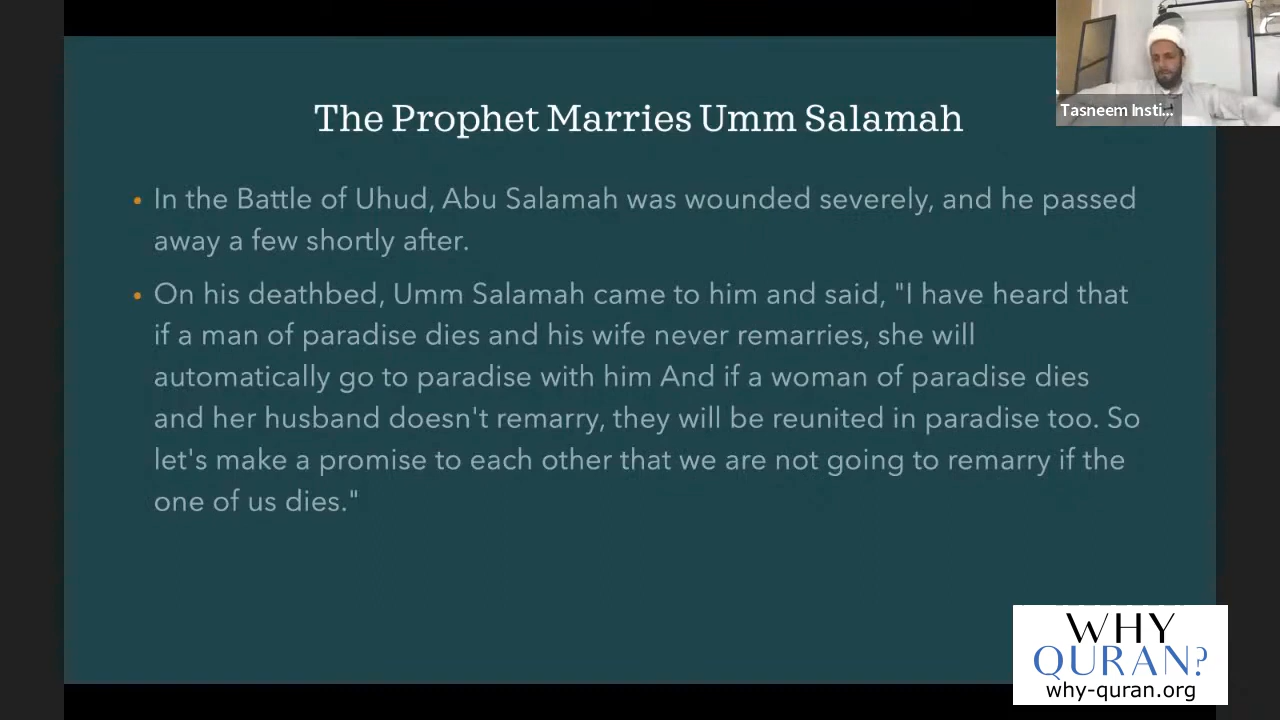 The Prophet Marries Umm Salamah
Tasneem Insti...
• In the Battle of Uhud, Abu Salamah was wounded severely, and he passed
away a few shortly after.
• On his deathbed, Umm Salamah came to him and said, "I have heard that
if a man of paradise dies and his wife never remarries, she will
automatically go to paradise with him And if a woman of paradise dies
and her husband doesn't remarry, they will be reunited in paradise too. So
let's make a promise to each other that we are not going to remarry if the
one of us dies."
WHY
QURAN?
why-quran.org